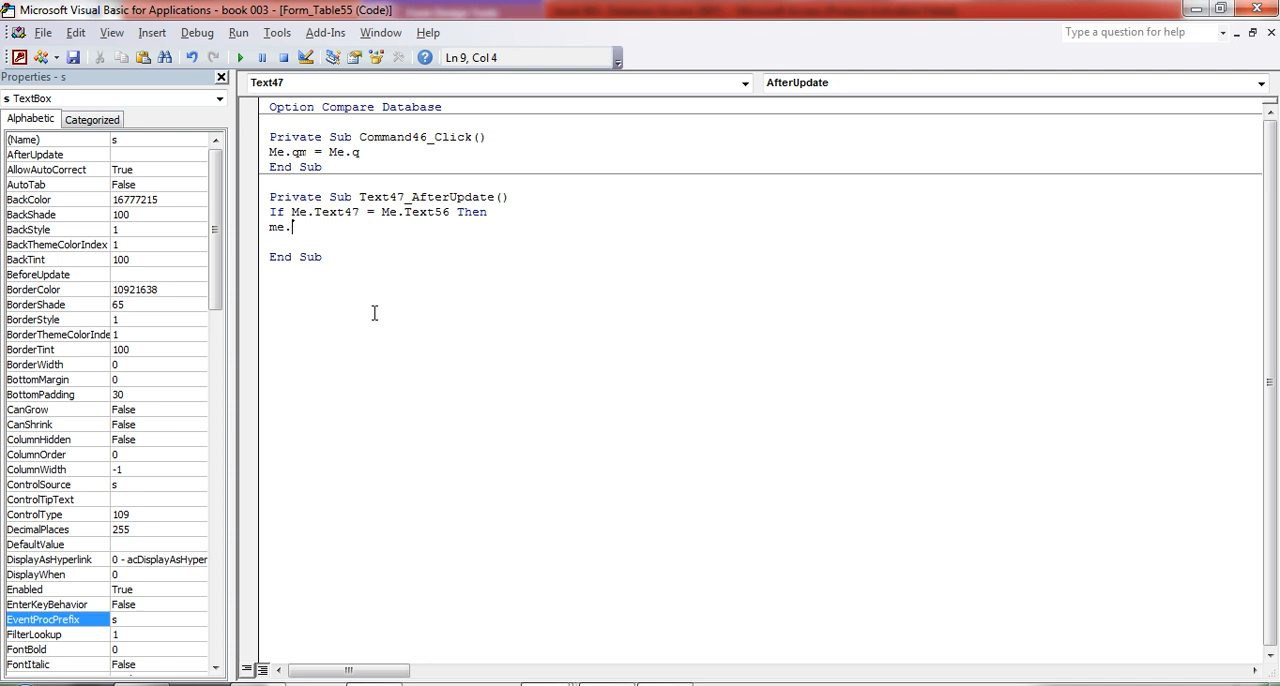 Microsoft Visual Basic for Applications - book 003 - [Form_Table55 (Code)]
File Edit View Insert Debug Run Tools Add-Ins Window Help Type a question for help
Ln 9, Col 4
Properties - s
s TextBox
Alphabetic Categorized
(Name) s
AfterUpdate
AllowAutoCorrect True
AutoTab False
BackColor 16777215
BackShade 100
BackStyle 1
BackThemeColorIndex 1
BackTint 100
BeforeUpdate
BorderColor 10921638
BorderShade 65
BorderStyle 1
BorderThemeColorInde 1
BorderTint 100
BorderWidth 0
BottomMargin 0
BottomPadding 30
CanGrow False
CanShrink False
ColumnHidden False
ColumnOrder 0
ColumnWidth -1
ControlSource s
ControlTipText
ControlType 109
DecimalPlaces 255
DefaultValue
DisplayAsHyperlink 0 - acDisplayAsHyper
DisplayWhen 0
Enabled True
EnterKeyBehavior False
EventProcPrefix s
FilterLookup 1
FontBold 0
FontItalic False
Text47 AfterUpdate
Option Compare Database
Private Sub Command46_Click()
Me.qm = Me.q
End Sub
Private Sub Text47_AfterUpdate()
If Me.Text47 = Me.Text56 Then
me.
End Sub